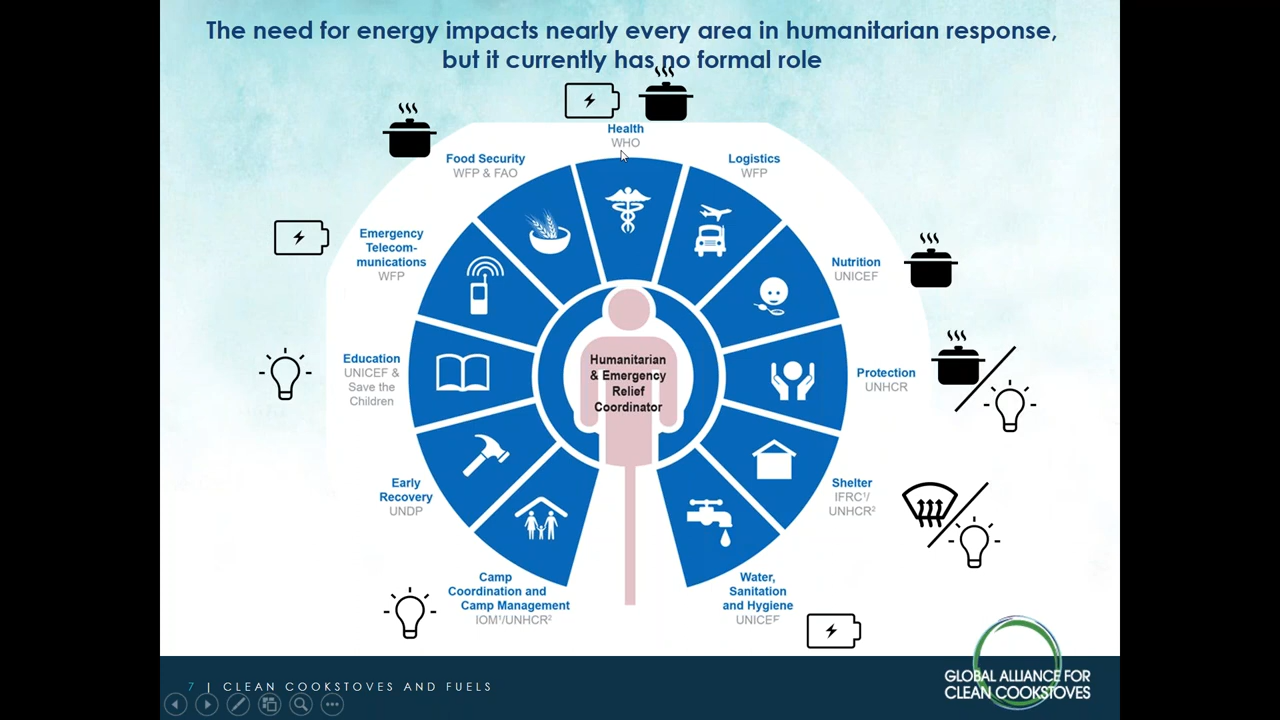 The need for energy impacts nearly every area in humanitarian response,
but it currently has no formal role
Health
WHO
Food Security
WFP & FAO
Logistics
WFP
Emergency
Telecom-
munications
WFP
Nutrition
UNICEF
Education
UNICEF &
Save the
Children
Humanitarian
& Emergency
Relief
Coordinator
Protection
UNHCR
Early
Recovery
UNDP
Shelter
IFRC¹/
UNHCR²
Camp
Coordination and
Camp Management
IOM¹/UNHCR²
Water,
Sanitation
and Hygiene
UNICEF
7 | CLEAN COOKSTOVES AND FUELS
GLOBAL ALLIANCE FOR
CLEAN COOKSTOVES